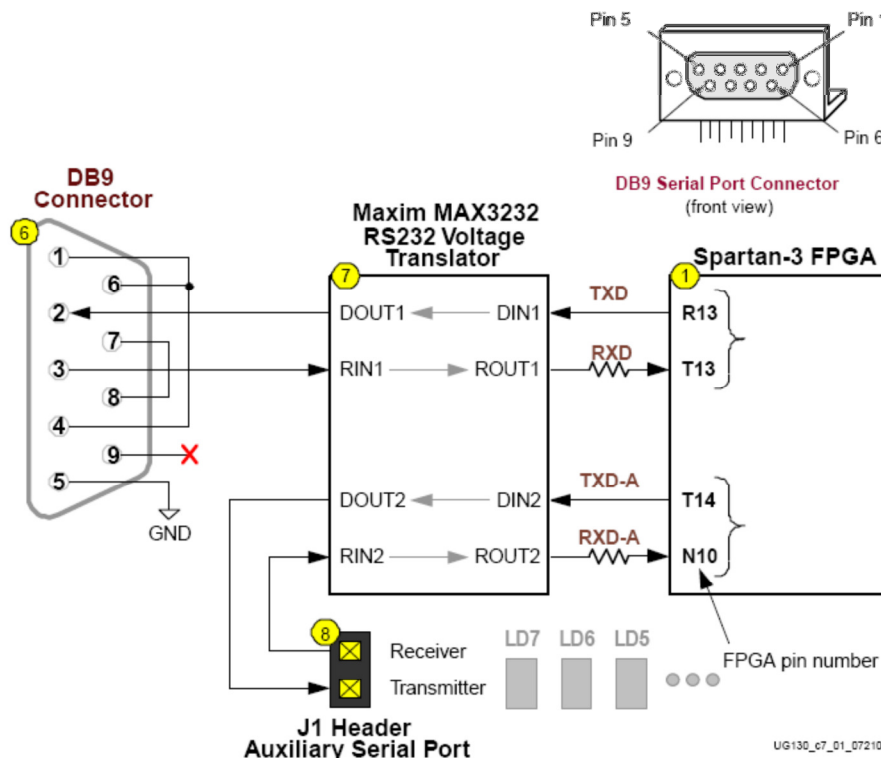 Pin 5
Pin 1
Pin 9
Pin 6
DB9 Serial Port Connector
(front view)
DB9
Connector
6
1
6
2
7
3
8
4
9
5
GND
Maxim MAX3232
RS232 Voltage
Translator
7
DOUT1
DIN1
RIN1
ROUT1
DOUT2
DIN2
RIN2
ROUT2
TXD
RXD
TXD-A
RXD-A
Spartan-3 FPGA
1
R13
T13
T14
N10
FPGA pin number
8
Receiver
Transmitter
J1 Header
Auxiliary Serial Port
LD7
LD6
LD5
UG130_c7_01_07210